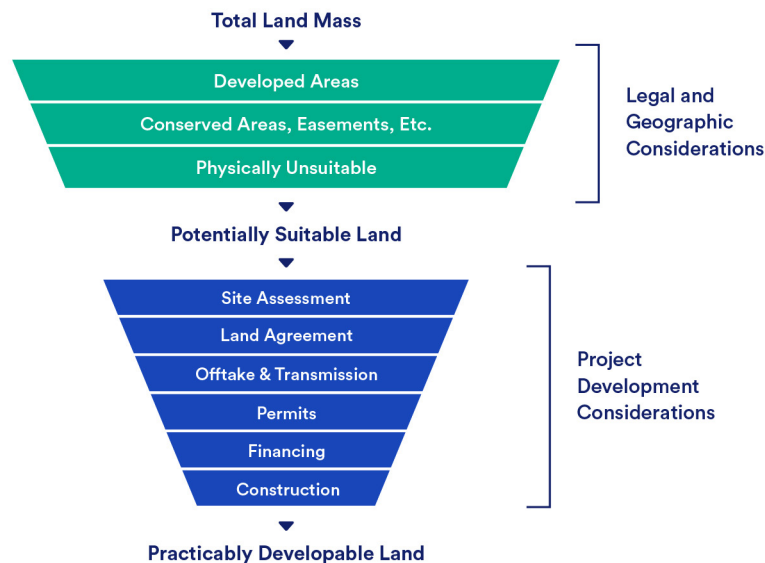 Total Land Mass
Developed Areas
Conserved Areas, Easements, Etc.
Physically Unsuitable
Legal and
Geographic
Considerations
Potentially Suitable Land
Site Assessment
Land Agreement
Offtake & Transmission
Permits
Financing
Construction
Project
Development
Considerations
Practicably Developable Land